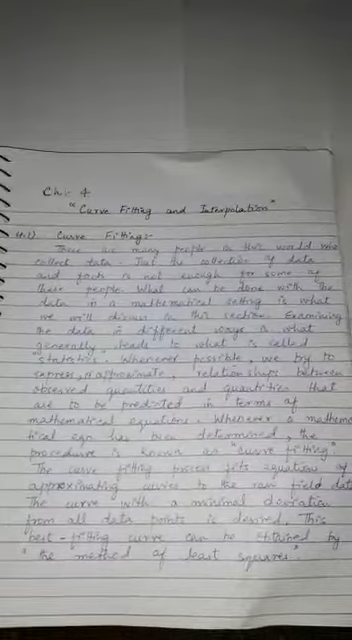 Ch:- 4
"Curve Fitting and Interpolation"
4.1) Curve Fitting:-
There are many people in this world who
collect data. Just the collection of data
and facts is not enough for some of
these people. What can be done with the
data in a mathematical setting is what
we will discuss in this section. Examining
the data in different ways is what
generally leads to what is called
"statistics". Whenever possible, we try to
express, or approximate, relationships between
observed quantities and quantities that
are to be predicted in terms of
mathematical equations. Whenever a mathema
tical eqn has been determined, the
procedure is known as "curve fitting"
The curve fitting process fits equation of
approximating curves to the raw field data
The curve with a minimal deviation
from all data points is desired. This
best-fitting curve can be obtained by
"the method of least squares".